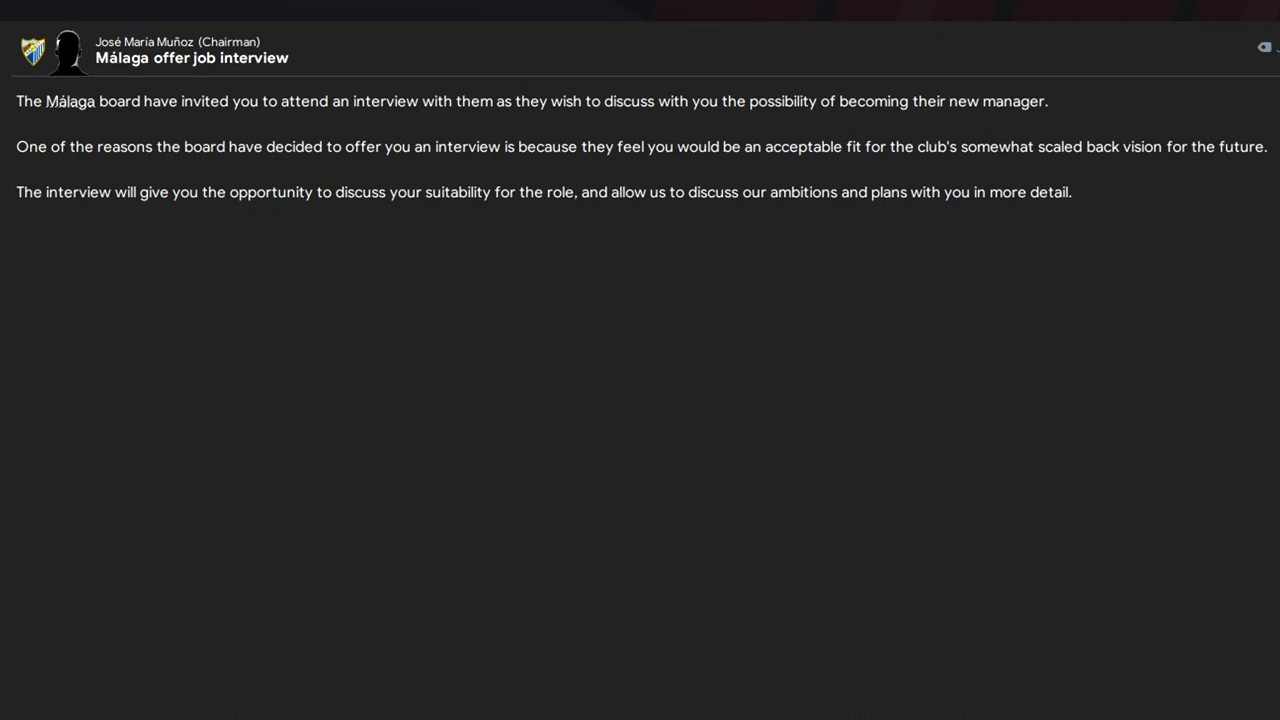 José María Muñoz (Chairman)
Málaga offer job interview
The Málaga board have invited you to attend an interview with them as they wish to discuss with you the possibility of becoming their new manager.
One of the reasons the board have decided to offer you an interview is because they feel you would be an acceptable fit for the club's somewhat scaled back vision for the future.
The interview will give you the opportunity to discuss your suitability for the role, and allow us to discuss our ambitions and plans with you in more detail.